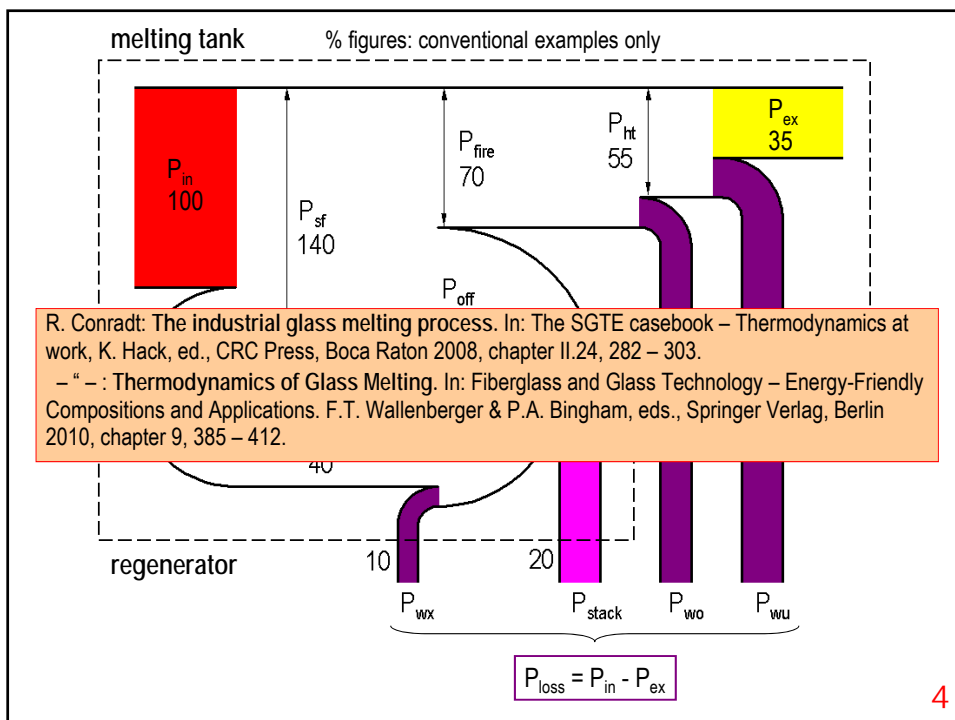 melting tank
% figures: conventional examples only
P_in
100
P_sf
140
P_fire
70
P_ht
55
P_ex
35
P_off
R. Conradt: The industrial glass melting process. In: The SGTE casebook – Thermodynamics at
work, K. Hack, ed., CRC Press, Boca Raton 2008, chapter II.24, 282 – 303.
– “ – : Thermodynamics of Glass Melting. In: Fiberglass and Glass Technology – Energy-Friendly
Compositions and Applications. F.T. Wallenberger & P.A. Bingham, eds., Springer Verlag, Berlin
2010, chapter 9, 385 – 412.
40
regenerator
10
20
P_wx
P_stack
P_wo
P_wu
P_loss = P_in - P_ex
4